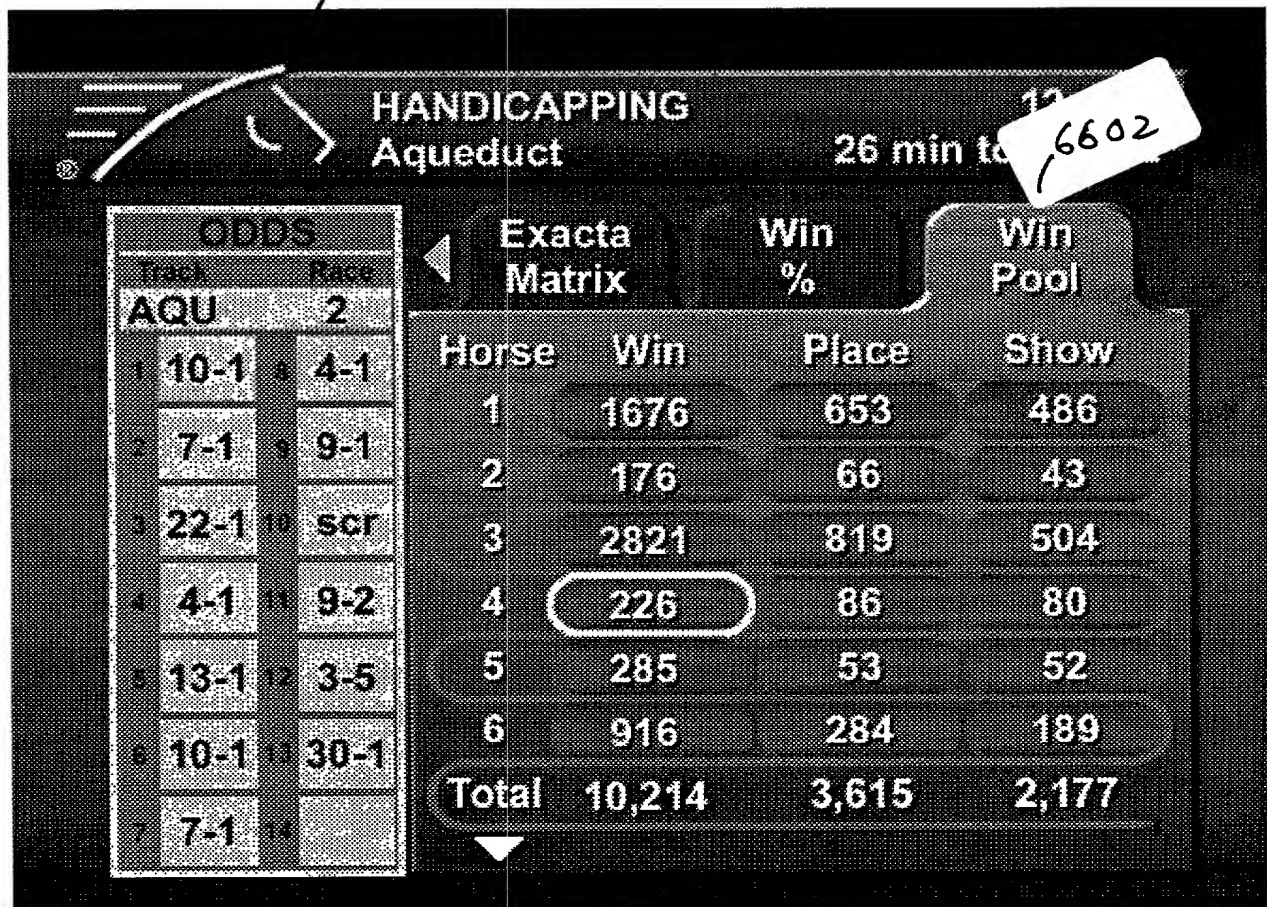 HANDICAPPING
Aqueduct
26 min to
6602
ODDS
Track Race
AQU 2
1 10-1 8 4-1
2 7-1 9 9-1
3 22-1 10 scr
4 4-1 11 9-2
5 13-1 12 3-5
6 10-1 13 30-1
7 7-1 14
Exacta Matrix
Win %
Win Pool
Horse Win Place Show
1 1676 653 486
2 176 66 43
3 2821 819 504
4 226 86 80
5 285 53 52
6 916 284 189
Total 10,214 3,615 2,177
®